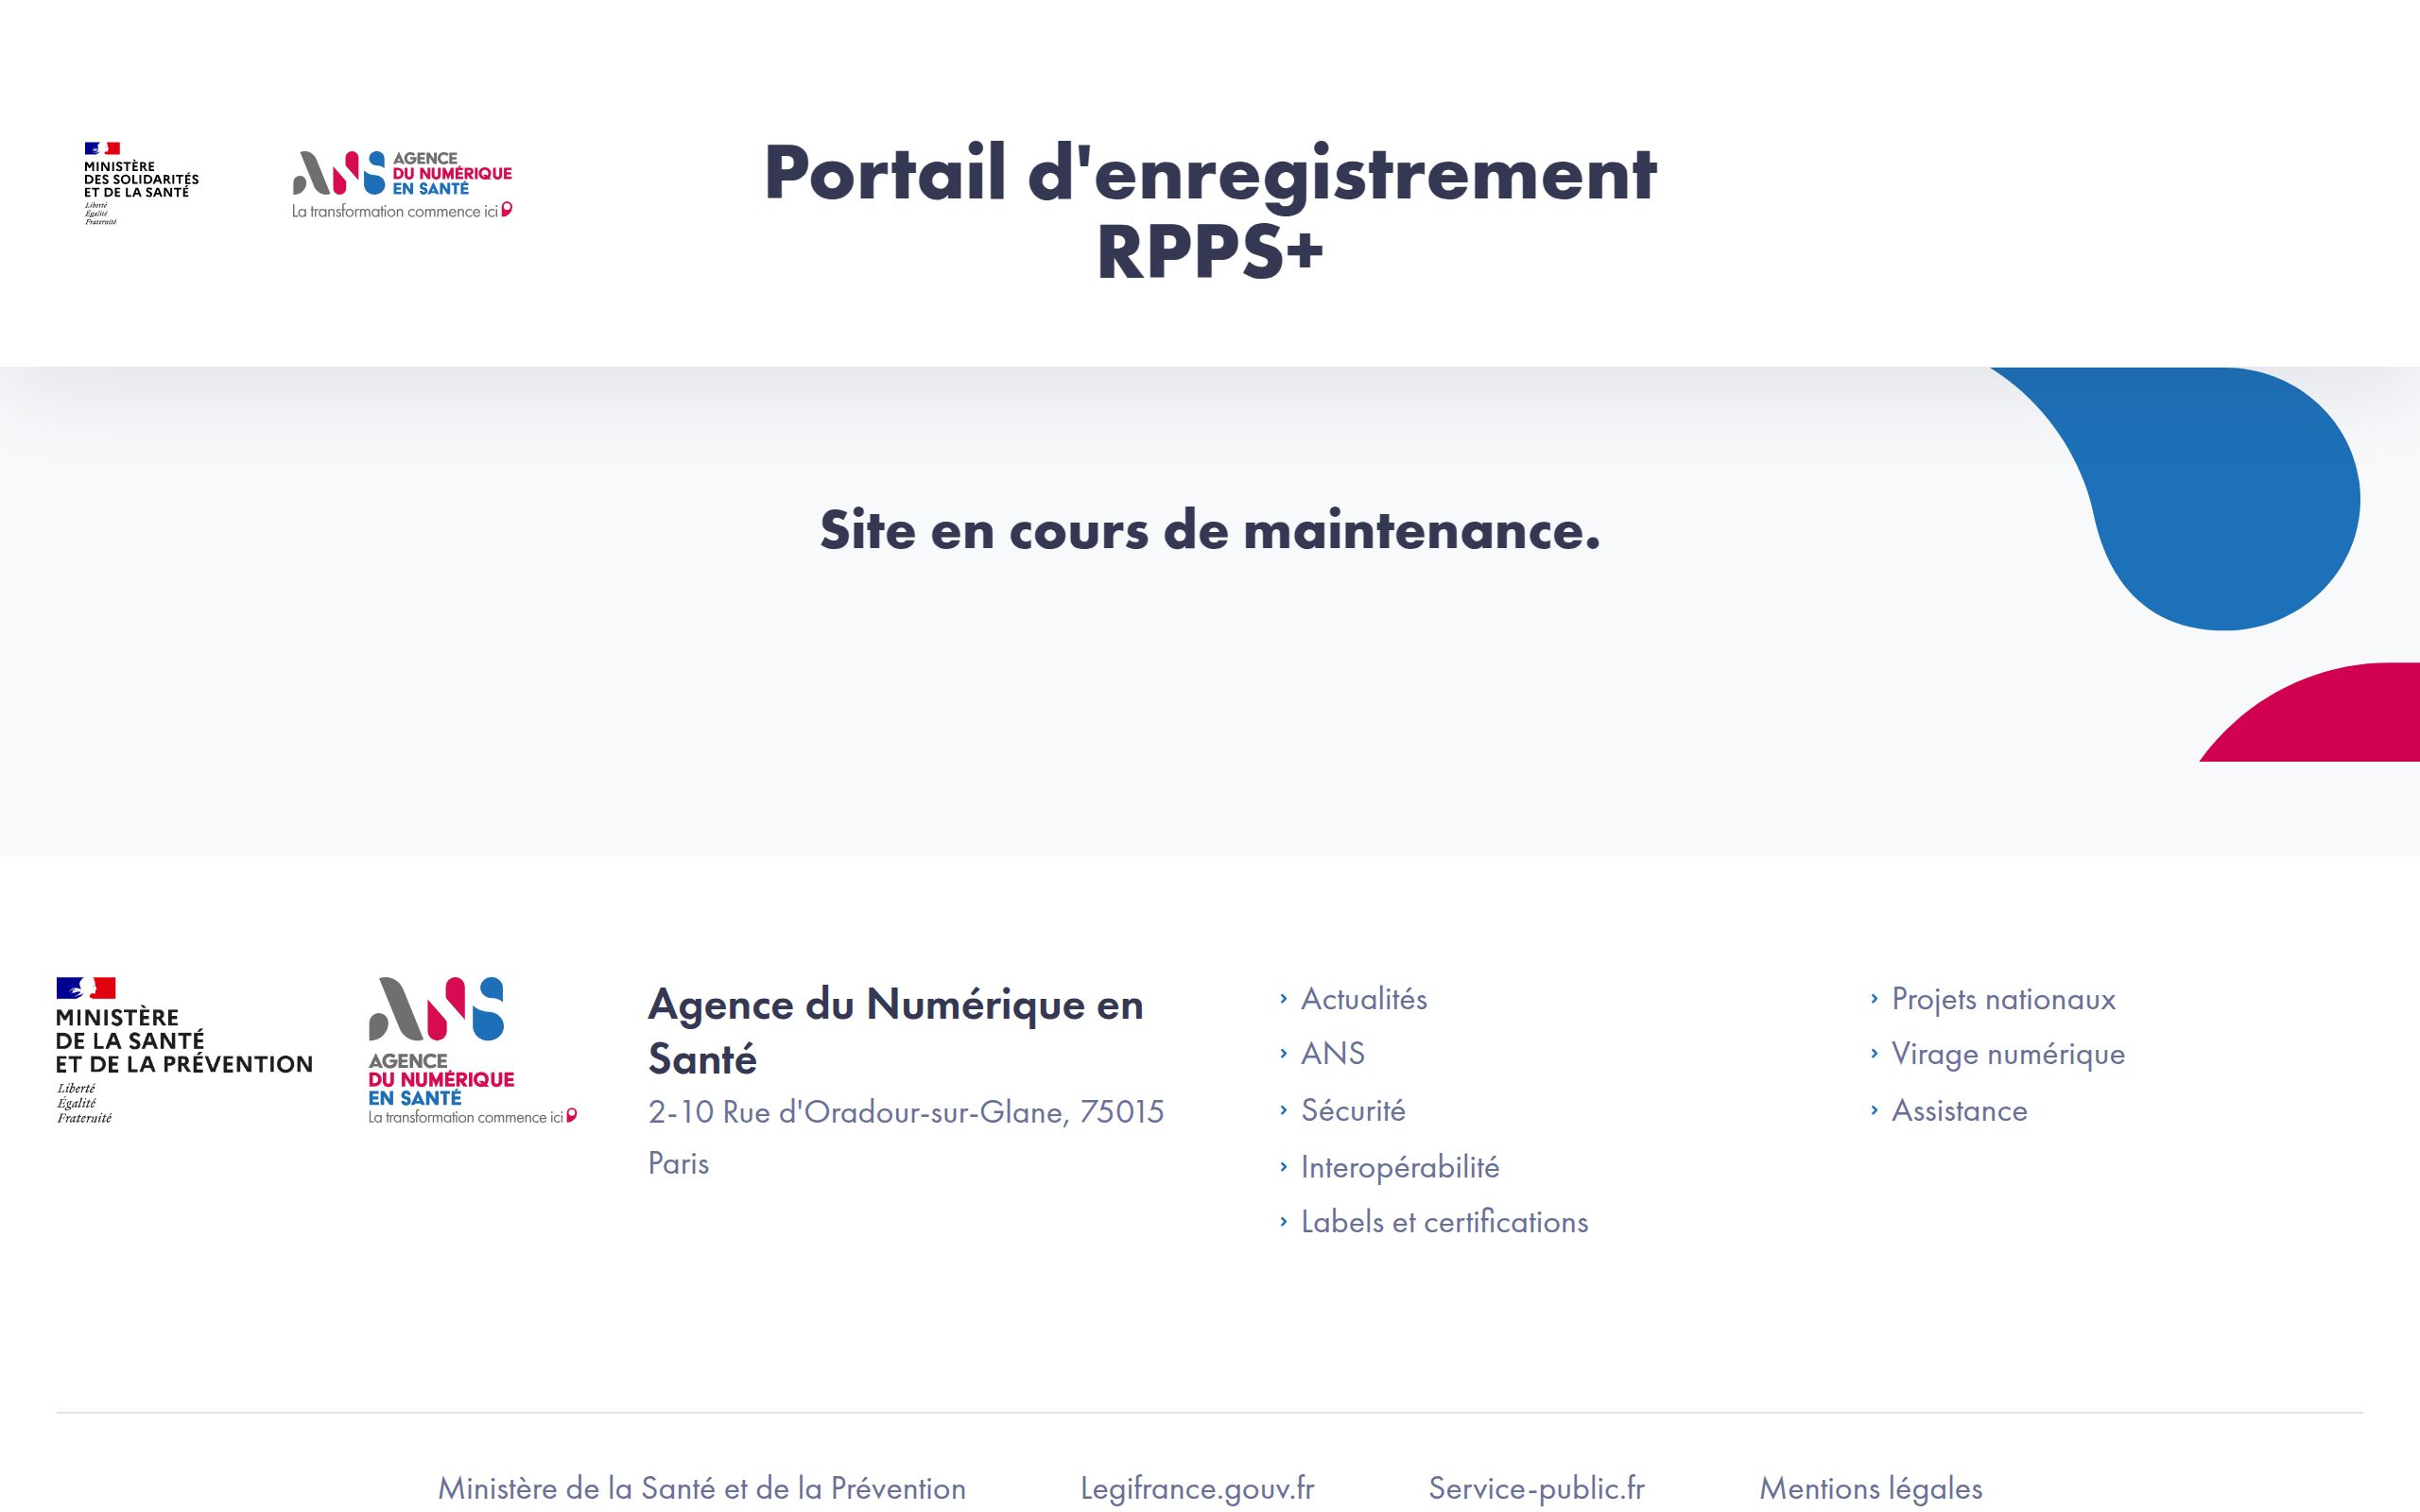 MINISTÈRE
DES SOLIDARITÉS
ET DE LA SANTÉ
Liberté
Égalité
Fraternité
ANS
AGENCE
DU NUMÉRIQUE
EN SANTÉ
La transformation commence ici
Portail d'enregistrement
RPPS+
Site en cours de maintenance.
MINISTÈRE
DE LA SANTÉ
ET DE LA PRÉVENTION
Liberté
Égalité
Fraternité
ANS
AGENCE
DU NUMÉRIQUE
EN SANTÉ
La transformation commence ici
Agence du Numérique en
Santé
2-10 Rue d'Oradour-sur-Glane, 75015
Paris
Actualités
ANS
Sécurité
Interopérabilité
Labels et certifications
Projets nationaux
Virage numérique
Assistance
Ministère de la Santé et de la Prévention
Legifrance.gouv.fr
Service-public.fr
Mentions légales